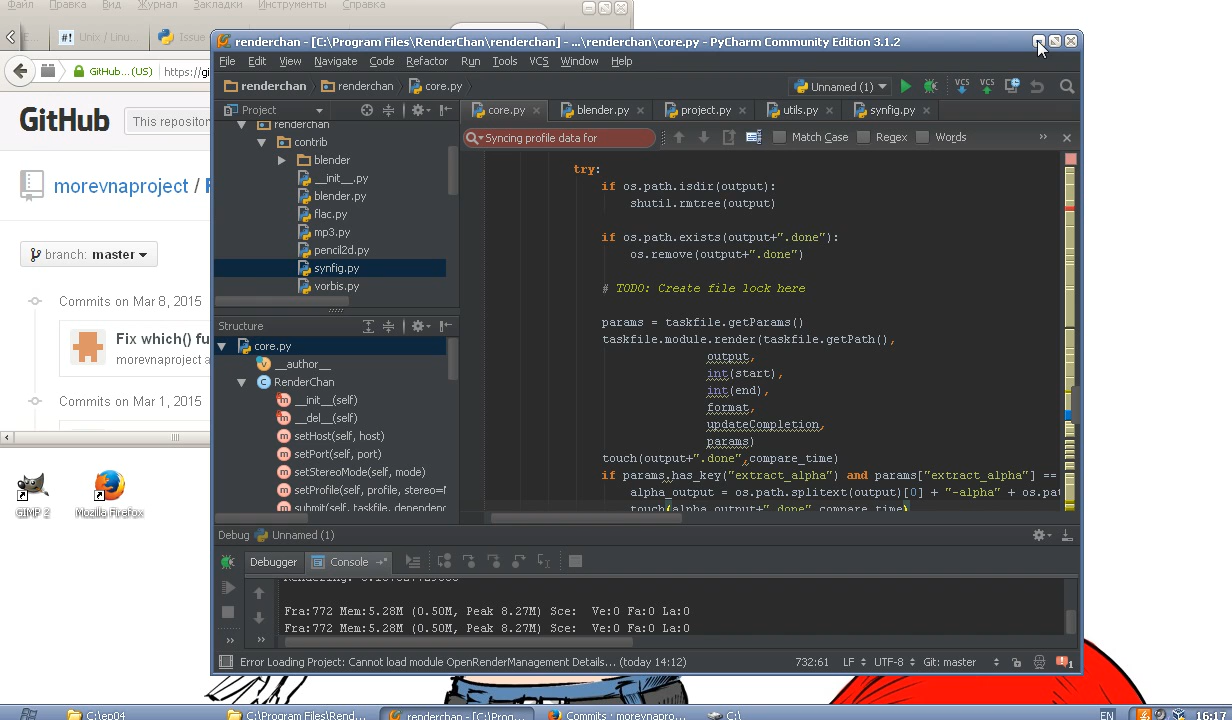 Файл Правка Вид Журнал Закладки Инструменты Справка
Unix / Linu...
Issue
GitHub... (US)
https://gi
GitHub
This repositor
morevnaproject /
branch: master
Commits on Mar 8, 2015
Fix which() fu
morevnaproject a
Commits on Mar 1, 2015
GIMP 2
Mozilla Firefox
renderchan - [C:\Program Files\RenderChan\renderchan] - ...\renderchan\core.py - PyCharm Community Edition 3.1.2
File Edit View Navigate Code Refactor Run Tools VCS Window Help
renderchan renderchan core.py
Unnamed (1)
VCS VCS
Project
core.py blender.py project.py utils.py synfig.py
Syncing profile data for
Match Case Regex Words
renderchan
contrib
blender
__init__.py
blender.py
flac.py
mp3.py
pencil2d.py
synfig.py
vorbis.py
Structure
core.py
__author__
RenderChan
__init__(self)
__del__(self)
setHost(self, host)
setPort(self, port)
setStereoMode(self, mode)
setProfile(self, profile, stereo=
submit(self, taskfile, dependenc
try:
if os.path.isdir(output):
shutil.rmtree(output)
if os.path.exists(output+".done"):
os.remove(output+".done")
# TODO: Create file lock here
params = taskfile.getParams()
taskfile.module.render(taskfile.getPath(),
output,
int(start),
int(end),
format,
updateCompletion,
params)
touch(output+".done",compare_time)
if params.has_key("extract_alpha") and params["extract_alpha"] ==
alpha_output = os.path.splitext(output)[0] + "-alpha" + os.pat
touch(alpha_output+".done",compare_time)
Debug Unnamed (1)
Debugger Console
Fra:772 Mem:5.28M (0.50M, Peak 8.27M) Sce: Ve:0 Fa:0 La:0
Fra:772 Mem:5.28M (0.50M, Peak 8.27M) Sce: Ve:0 Fa:0 La:0
Error Loading Project: Cannot load module OpenRenderManagement Details... (today 14:12)
732:61 LF UTF-8 Git: master 1
C:\ep04
C:\Program Files\Rend...
renderchan - [C:\Prog...
Commits · morevnapro...
C:\
EN
16:17